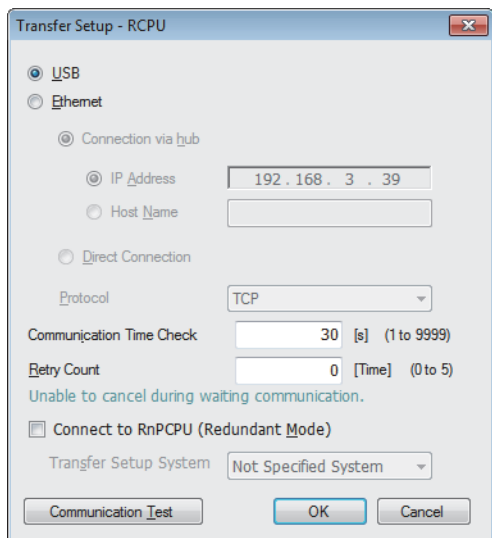 Transfer Setup - RCPU
USB
Ethernet
Connection via hub
IP Address 192 . 168 . 3 . 39
Host Name
Direct Connection
Protocol TCP
Communication Time Check 30 [s] (1 to 9999)
Retry Count 0 [Time] (0 to 5)
Unable to cancel during waiting communication.
Connect to RnPCPU (Redundant Mode)
Transfer Setup System Not Specified System
Communication Test OK Cancel